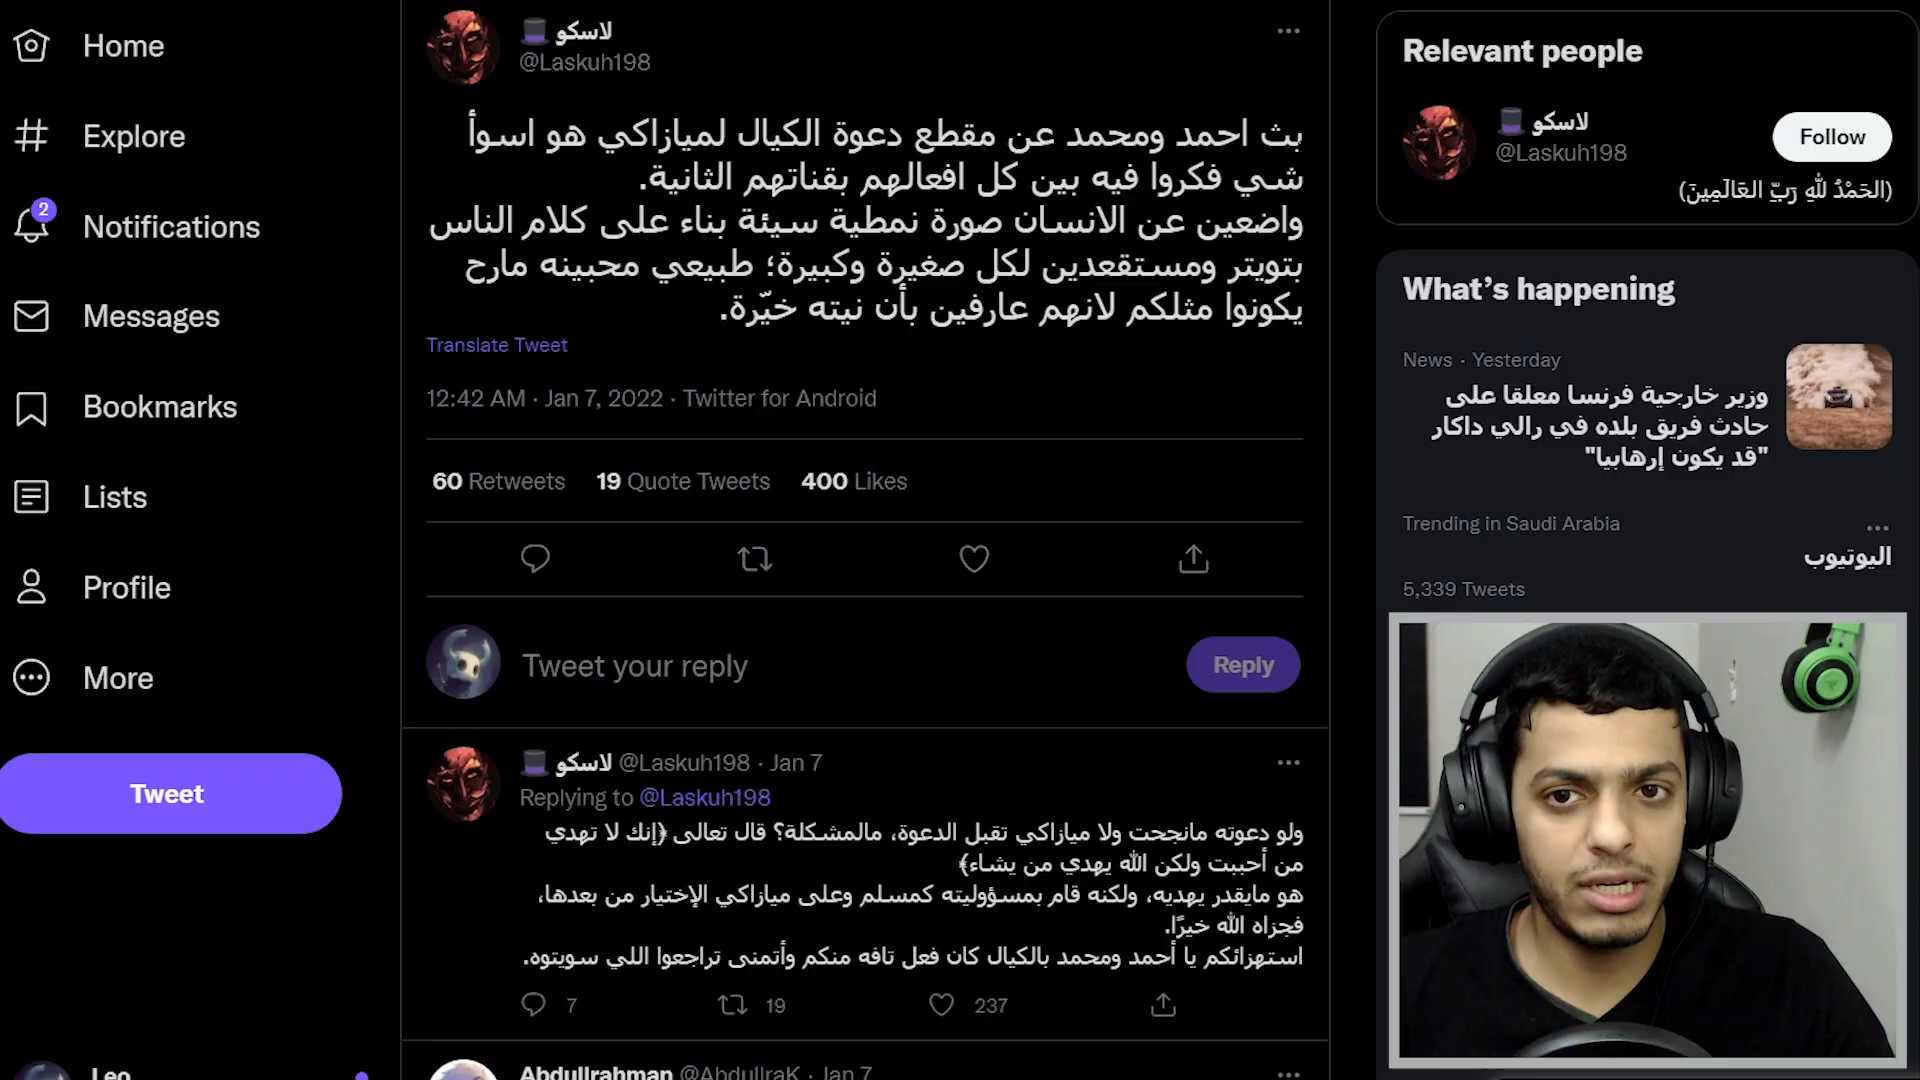 Home
Explore
2
Notifications
Messages
Bookmarks
Lists
Profile
More
Tweet
Leo
لاسكو
@Laskuh198
بث احمد ومحمد عن مقطع دعوة الكيال لميازاكي هو اسوأ
شي فكروا فيه بين كل افعالهم بقناتهم الثانية.
واضعين عن الانسان صورة نمطية سيئة بناء على كلام الناس
بتويتر ومستقعدين لكل صغيرة وكبيرة؛ طبيعي محبينه مارح
يكونوا مثلكم لانهم عارفين بأن نيته خيّرة.
Translate Tweet
12:42 AM · Jan 7, 2022 · Twitter for Android
60 Retweets 19 Quote Tweets 400 Likes
Tweet your reply
Reply
لاسكو @Laskuh198 · Jan 7
Replying to @Laskuh198
ولو دعوته مانجحت ولا ميازاكي تقبل الدعوة، مالمشكلة؟ قال تعالى ﴿إنك لا تهدي
من أحببت ولكن الله يهدي من يشاء﴾
هو مايقدر يهديه، ولكنه قام بمسؤوليته كمسلم وعلى ميازاكي الإختيار من بعدها،
فجزاه الله خيرًا.
استهزائكم يا أحمد ومحمد بالكيال كان فعل تافه منكم وأتمنى تراجعوا اللي سويتوه.
7 19 237
Abdullrahman @AbdullraK · Jan 7
Relevant people
لاسكو
@Laskuh198
Follow
(الحَمْدُ للهِ رَبِّ العَالَمِينَ)
What's happening
News · Yesterday
وزير خارجية فرنسا معلقا على
حادث فريق بلده في رالي داكار
"قد يكون إرهابيا"
Trending in Saudi Arabia
اليوتيوب
5,339 Tweets